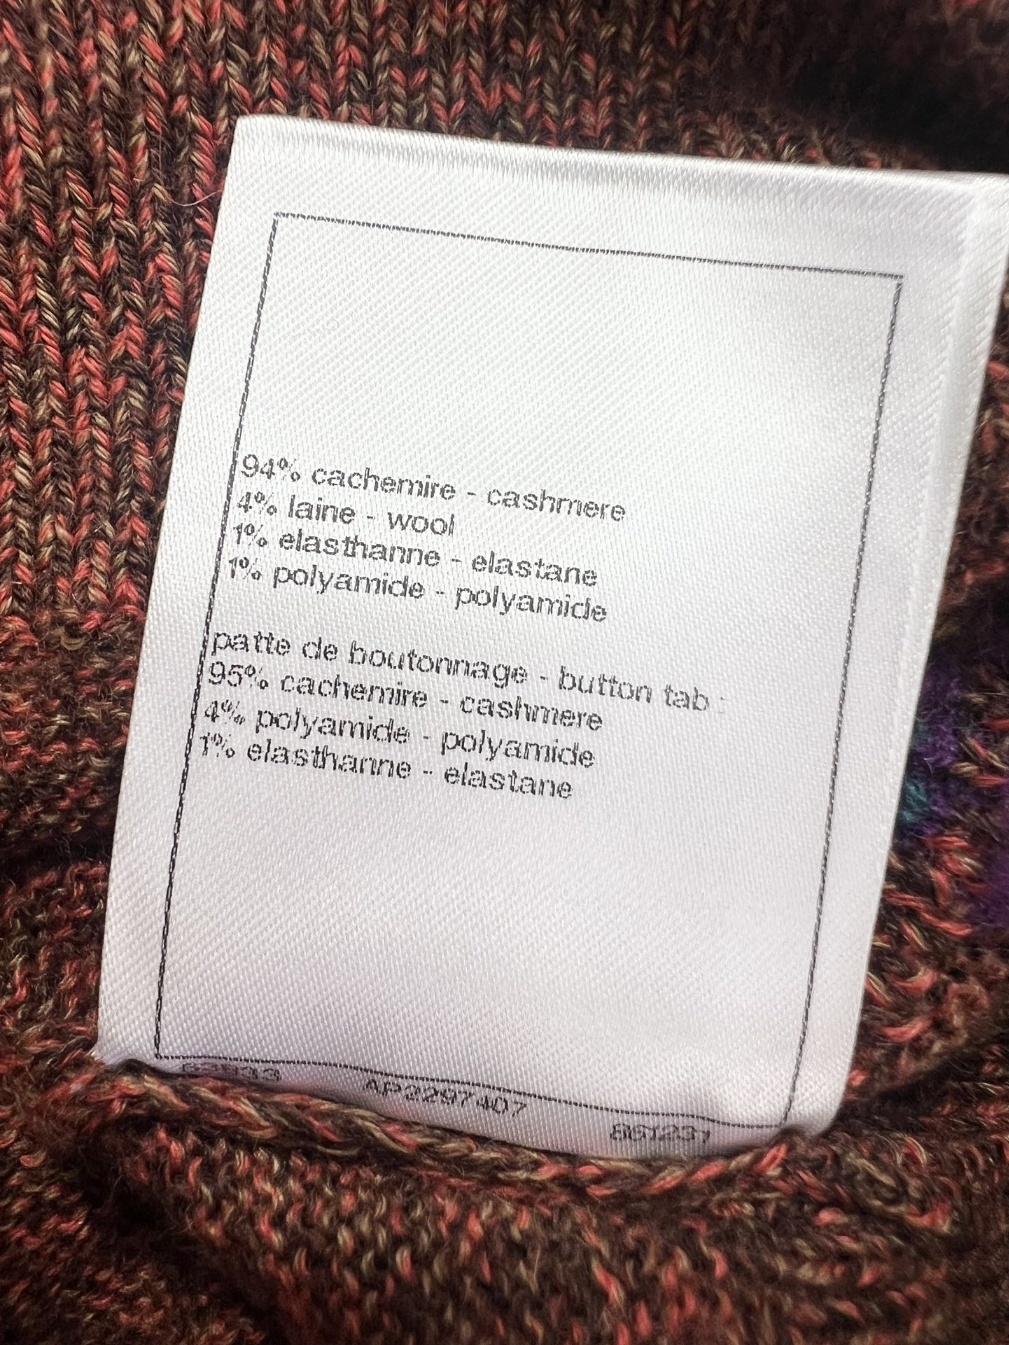 94% cachemire - cashmere
4% laine - wool
1% elasthanne - elastane
1% polyamide - polyamide
patte de boutonnage - button tab :
95% cachemire - cashmere
4% polyamide - polyamide
1% elasthanne - elastane
AP2297407
861231